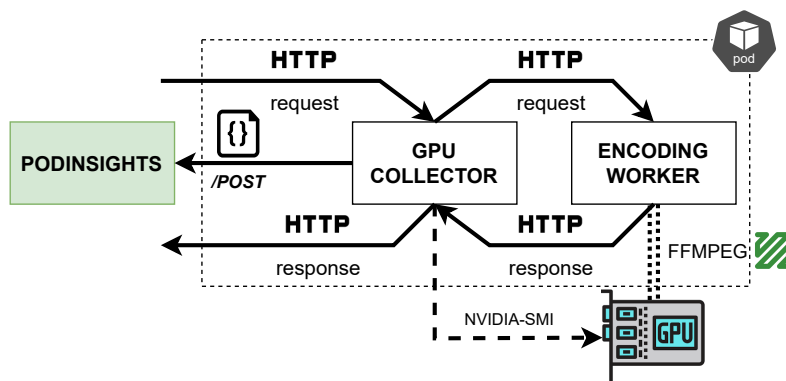 HTTP
HTTP
pod
request
request
{}
PODINSIGHTS
GPU
COLLECTOR
ENCODING
WORKER
/POST
HTTP
HTTP
FFMPEG
response
response
NVIDIA-SMI
GPU